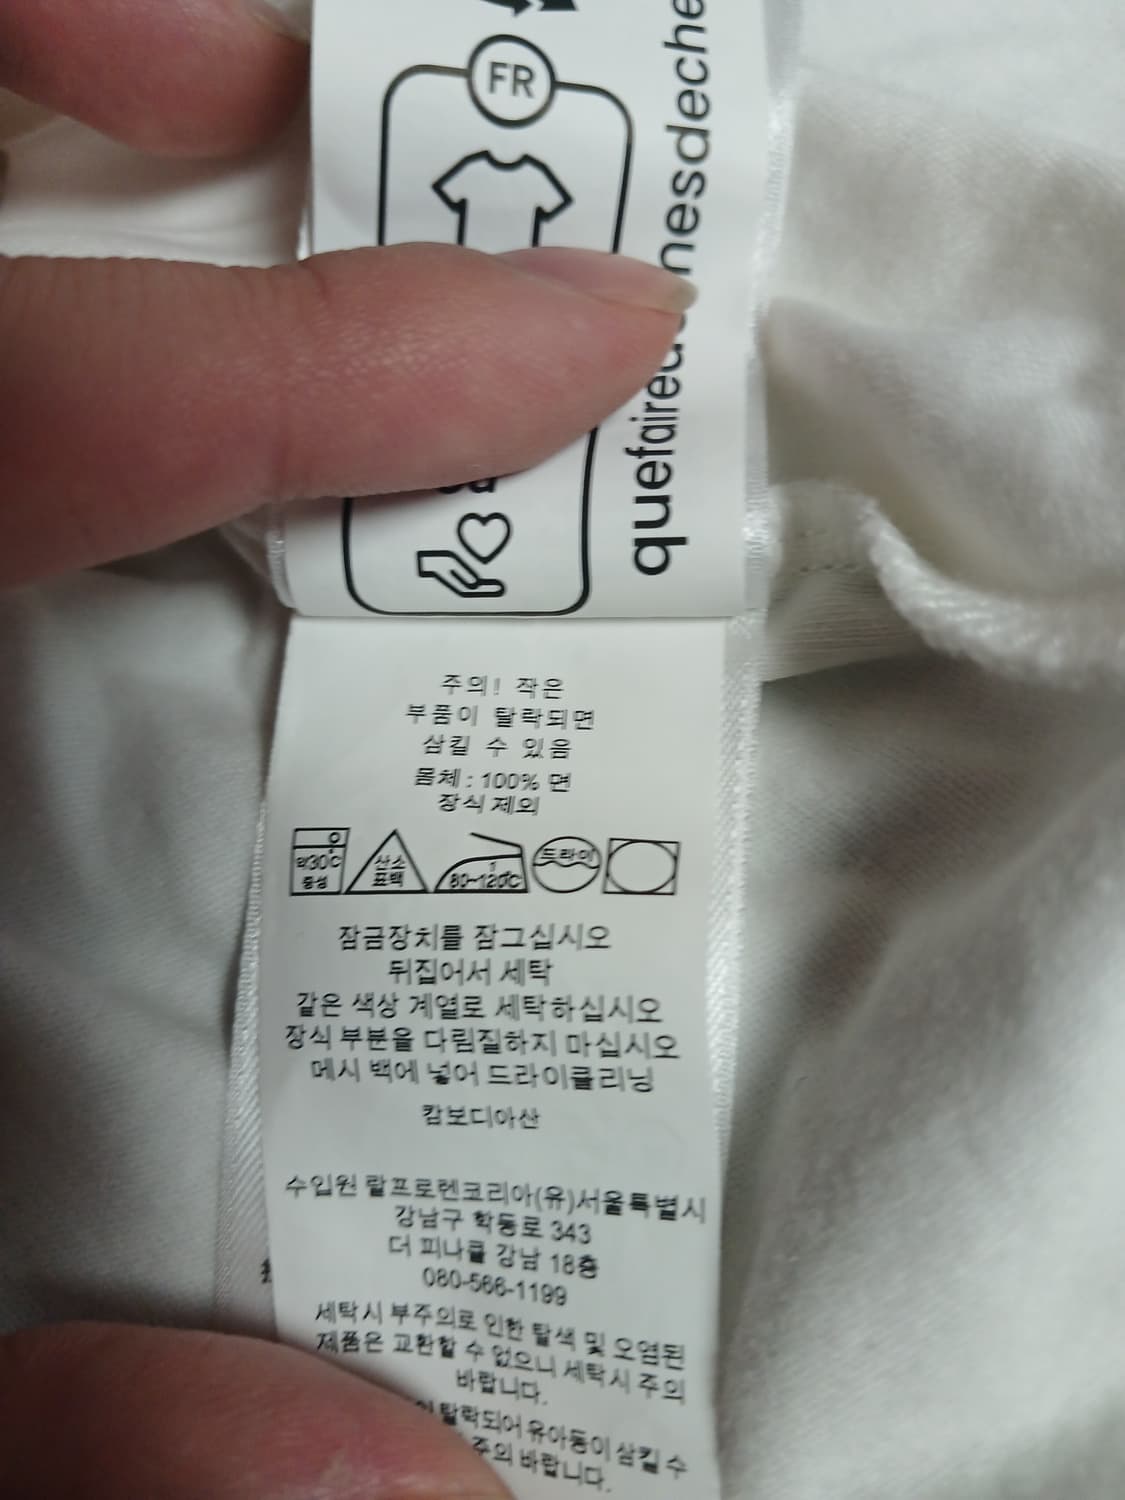 FR
quefaired
nesdeche
주의! 작은
부품이 탈락되면
삼킬 수 있음
몸체 : 100% 면
장식 제외
약30℃
중성
산소
표백
80~120℃
드라이
잠금장치를 잠그십시오
뒤집어서 세탁
같은 색상 계열로 세탁하십시오
장식 부분을 다림질하지 마십시오
메시 백에 넣어 드라이클리닝
캄보디아산
수입원 랄프로렌코리아(유)서울특별시
강남구 학동로 343
더 피나클 강남 18층
080-566-1199
세탁시 부주의로 인한 탈색 및 오염된
제품은 교환할 수 없으니 세탁시 주의
바랍니다.
탈락되어 유아동이 삼킬 수
주의 바랍니다.